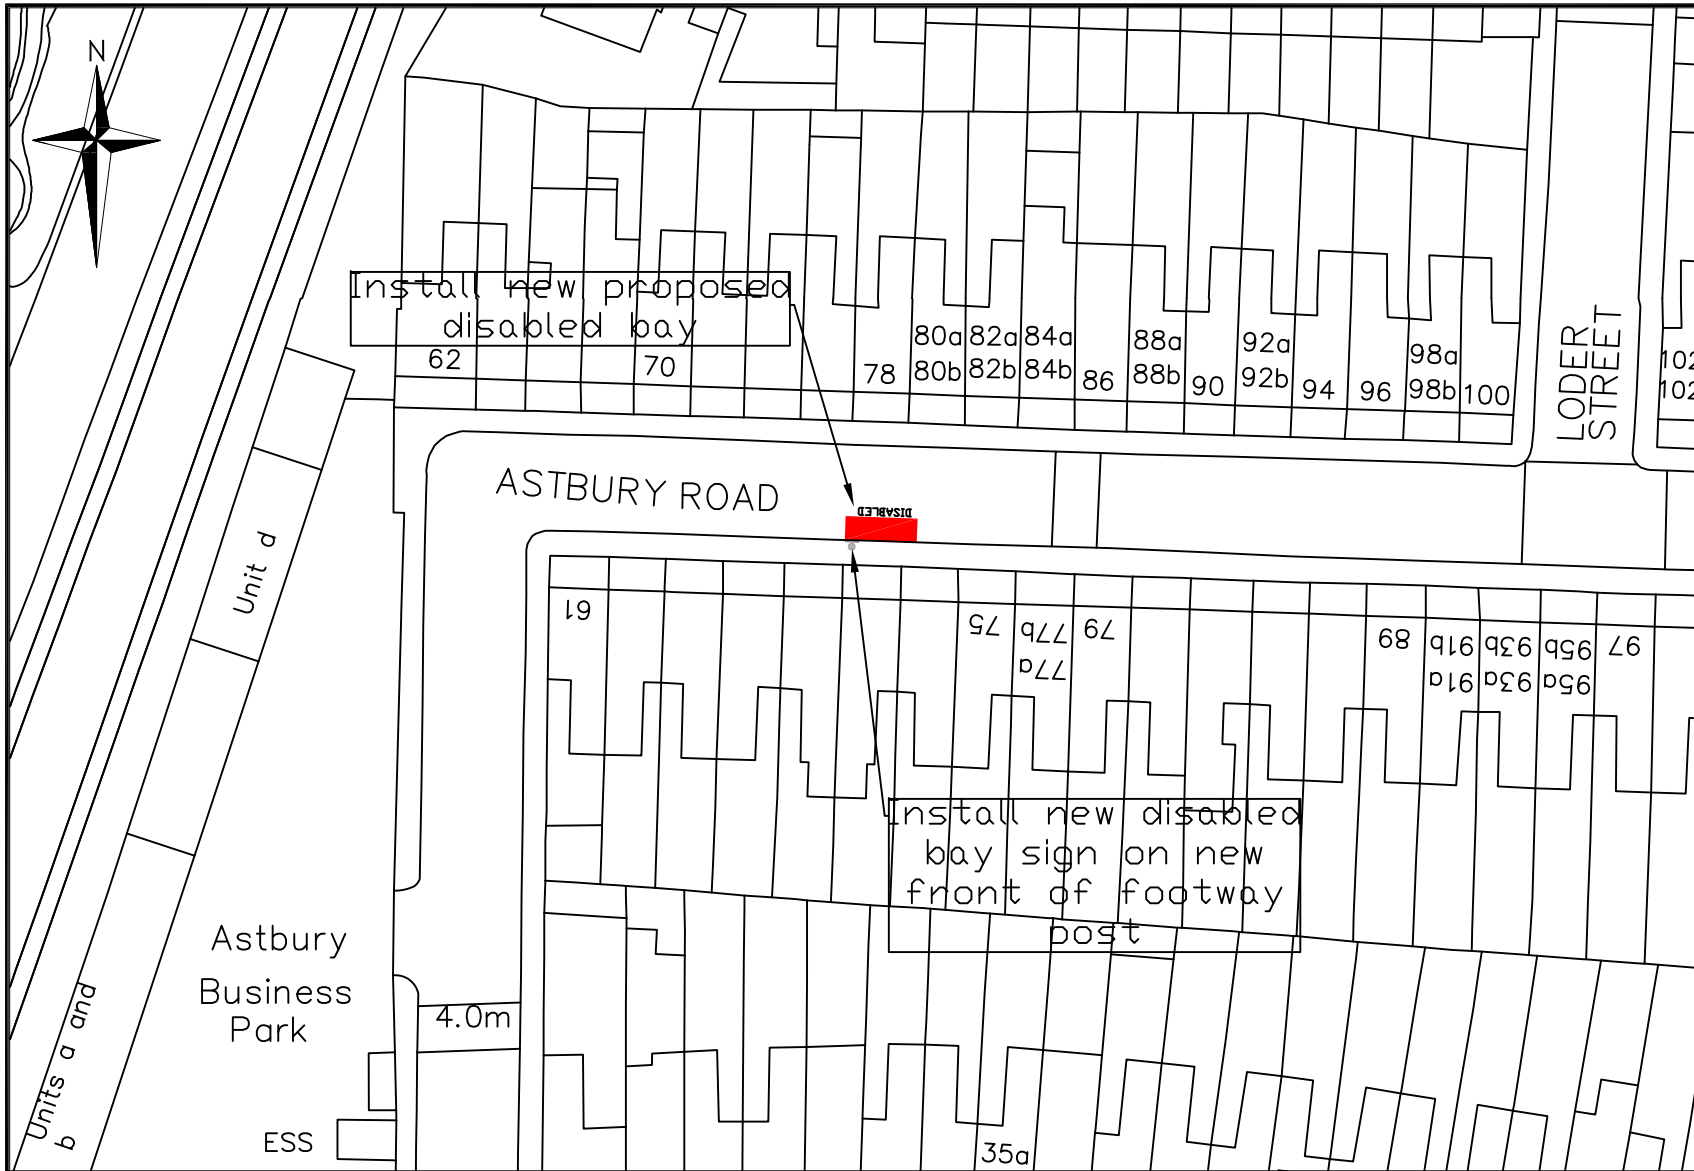 N
Install new proposed
disabled bay
62
70
78
80a
80b
82a
82b
84a
84b
86
88a
88b
90
92a
92b
94
96
98a
98b
100
LODER
STREET
102
102
ASTBURY ROAD
DISABLED
Unit d
61
75
77b
77a
79
89
91b
91a
93b
93a
95b
95a
97
Install new disabled
bay sign on new
front of footway
post
Astbury
Business
Park
4.0m
Units a and
b
ESS
35a